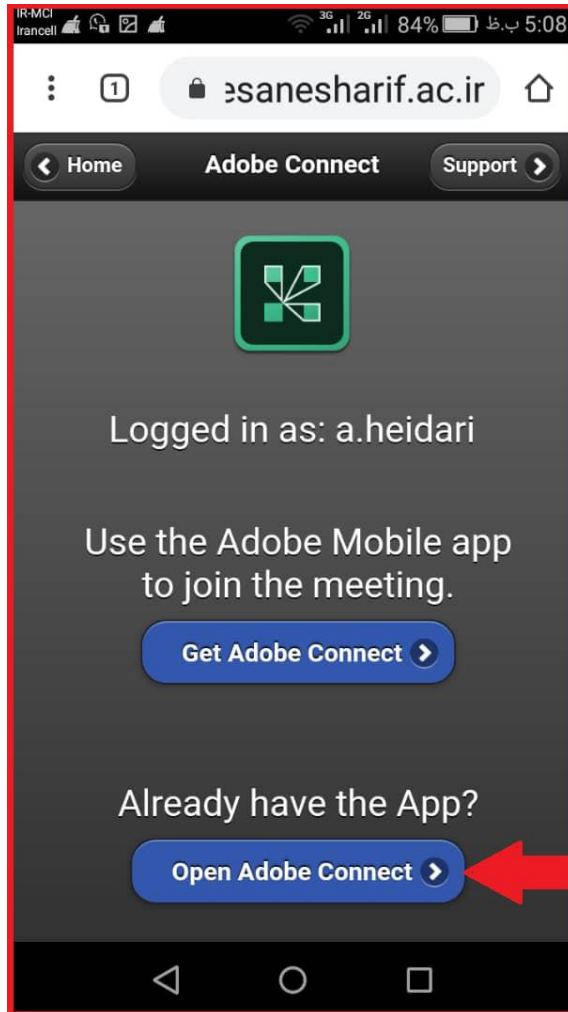 IR-MCI
Irancell
3G 2G 84% 5:08 ب.ظ
1 esanesharif.ac.ir
Home Adobe Connect Support
Logged in as: a.heidari
Use the Adobe Mobile app
to join the meeting.
Get Adobe Connect
Already have the App?
Open Adobe Connect